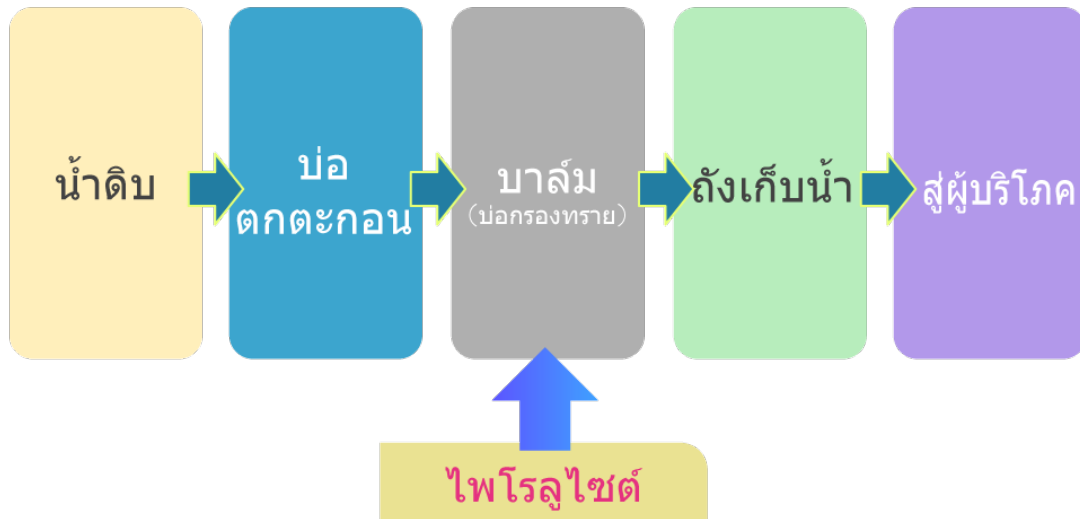 น้ำดิบ
บ่อ
ตกตะกอน
บาล์ม
(บ่อกรองทราย)
ถังเก็บน้ำ
สู่ผู้บริโภค
ไพโรลูไซต์